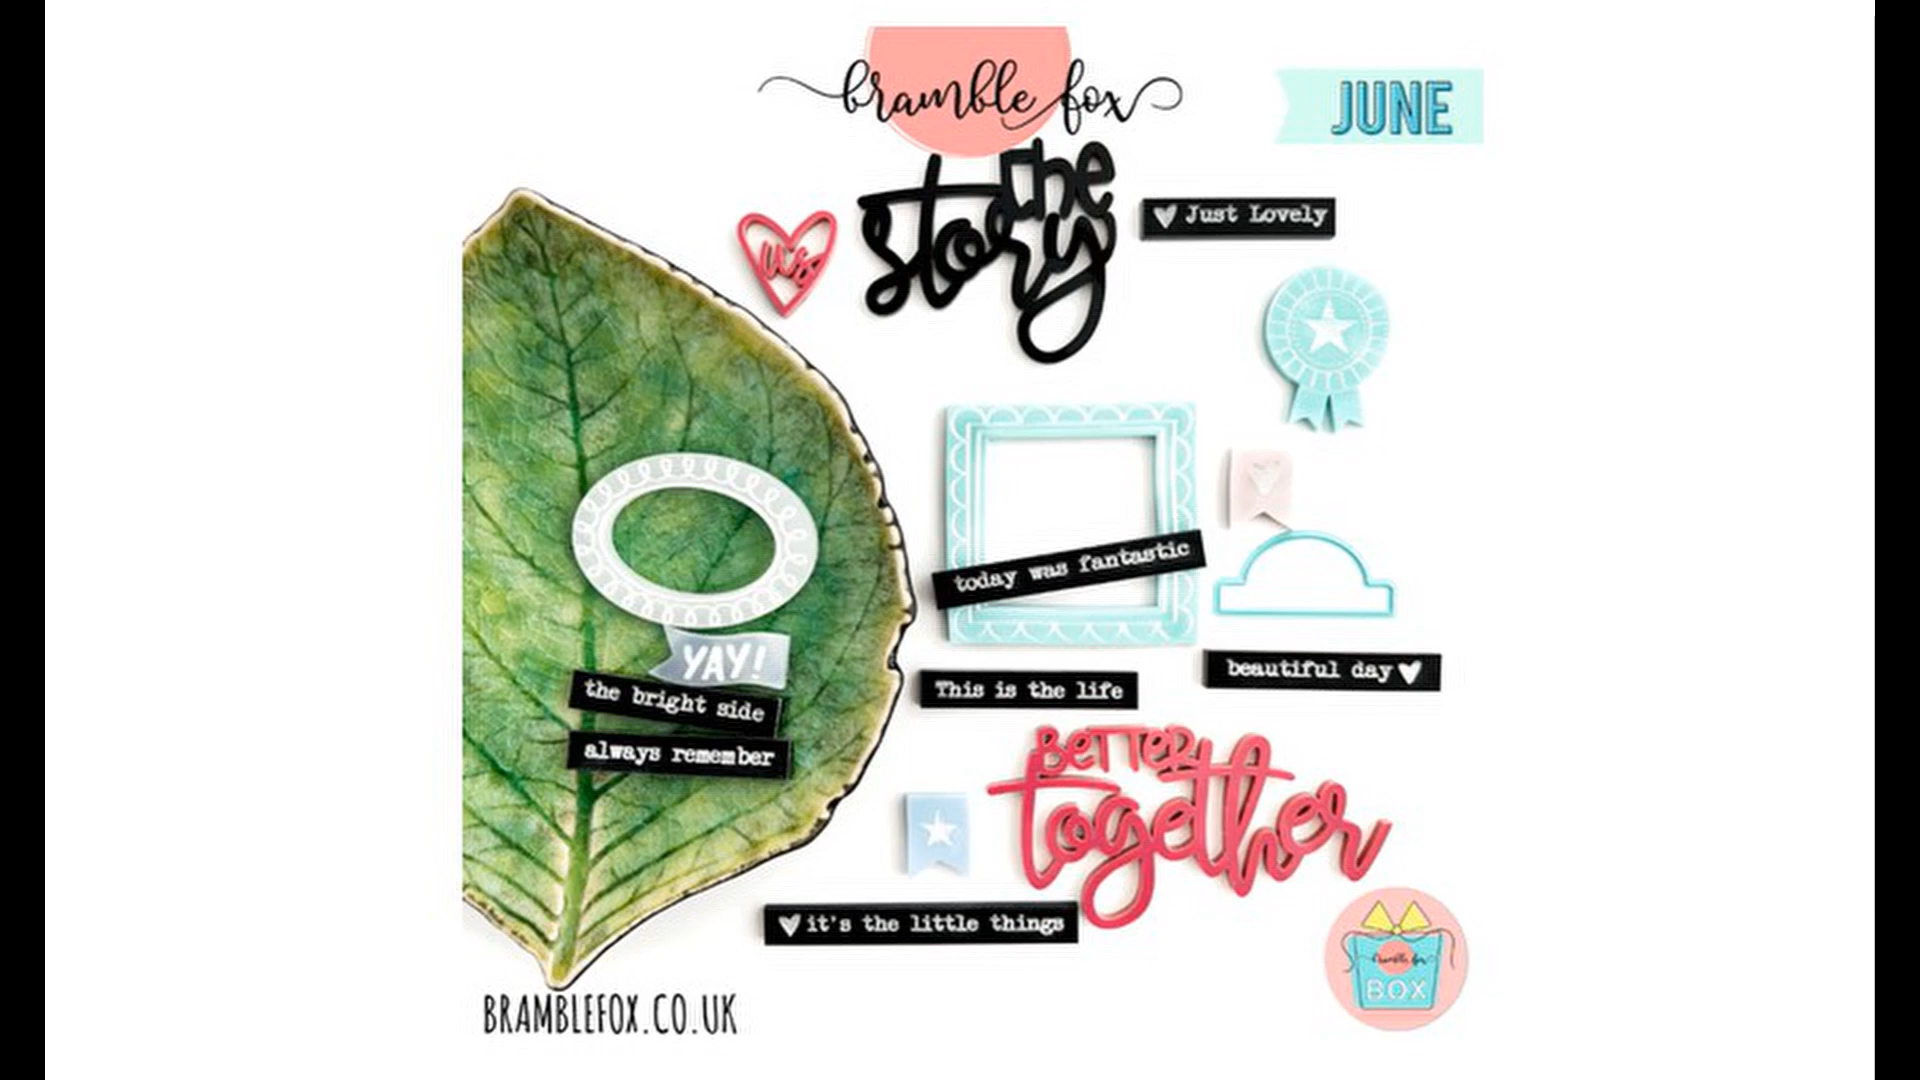 bramble fox
JUNE
the
story
us
Just Lovely
today was fantastic
YAY!
the bright side
always remember
This is the life
beautiful day
BETTER
together
it's the little things
bramble fox
BOX
BRAMBLEFOX.CO.UK